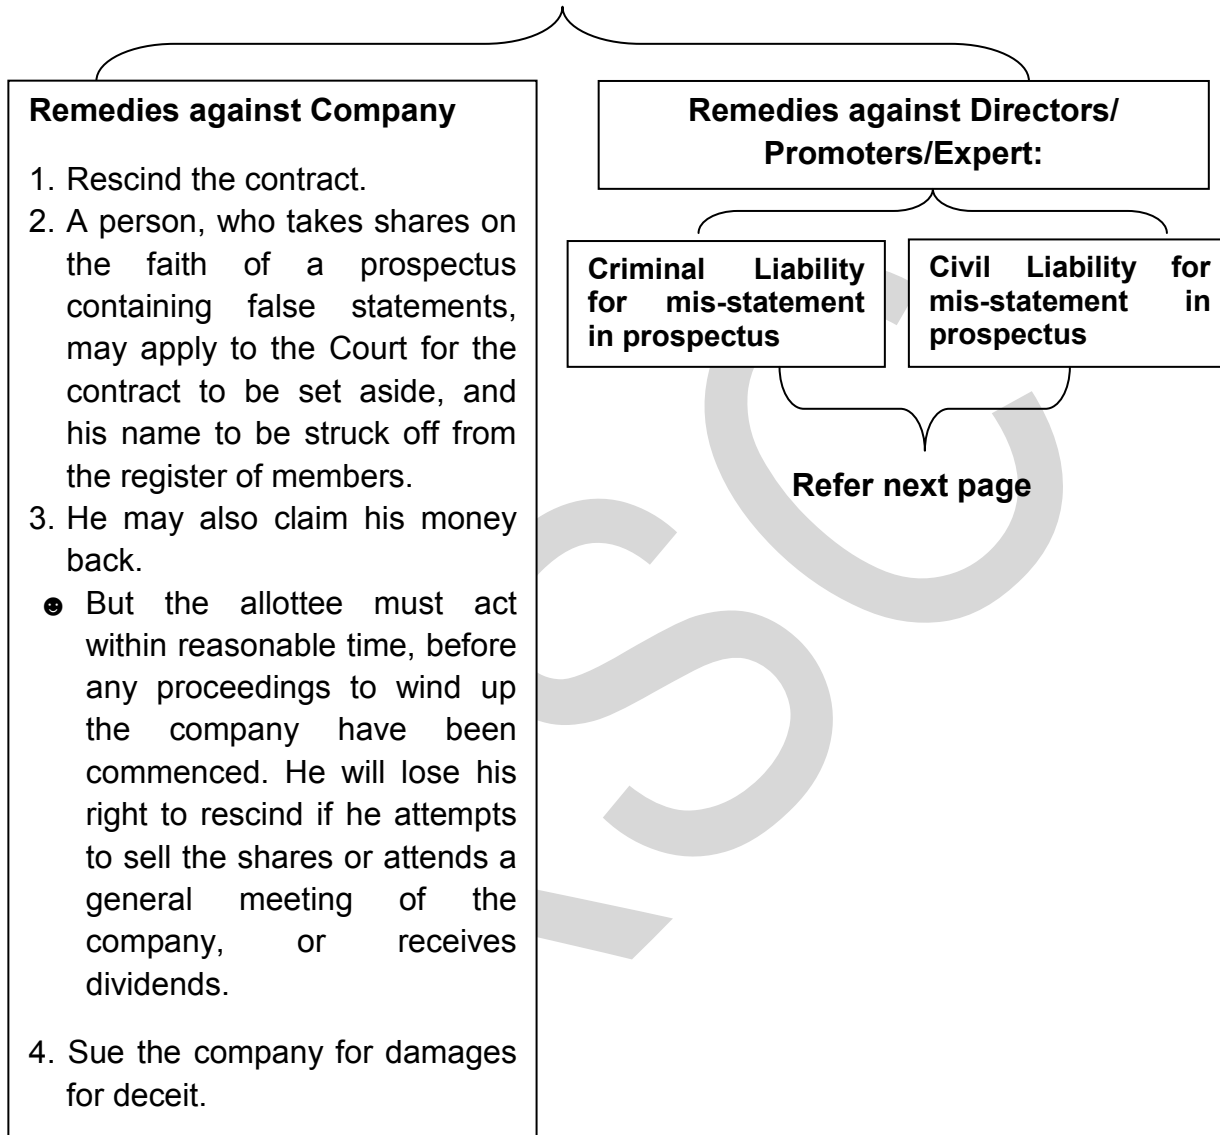 Remedies against Company
1. Rescind the contract.
2. A person, who takes shares on
the faith of a prospectus
containing false statements,
may apply to the Court for the
contract to be set aside, and
his name to be struck off from
the register of members.
3. He may also claim his money
back.
☻ But the allottee must act
within reasonable time, before
any proceedings to wind up
the company have been
commenced. He will lose his
right to rescind if he attempts
to sell the shares or attends a
general meeting of the
company, or receives
dividends.
4. Sue the company for damages
for deceit.
Remedies against Directors/
Promoters/Expert:
Criminal Liability
for mis-statement
in prospectus
Civil Liability for
mis-statement in
prospectus
Refer next page